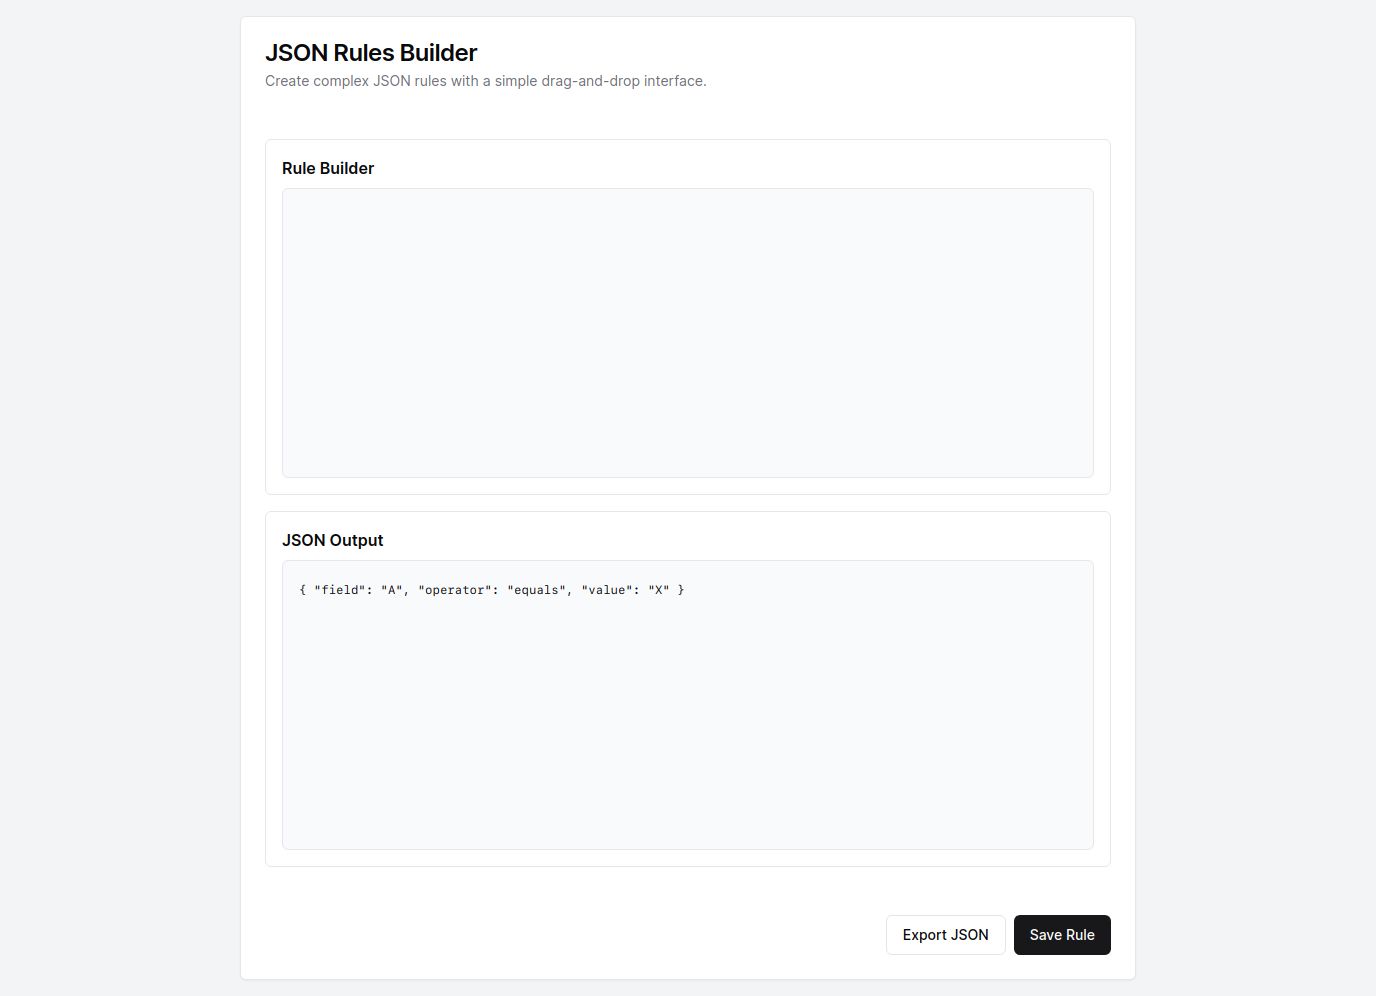 JSON Rules Builder
Create complex JSON rules with a simple drag-and-drop interface.
Rule Builder
JSON Output
{ "field": "A", "operator": "equals", "value": "X" }
Export JSON
Save Rule